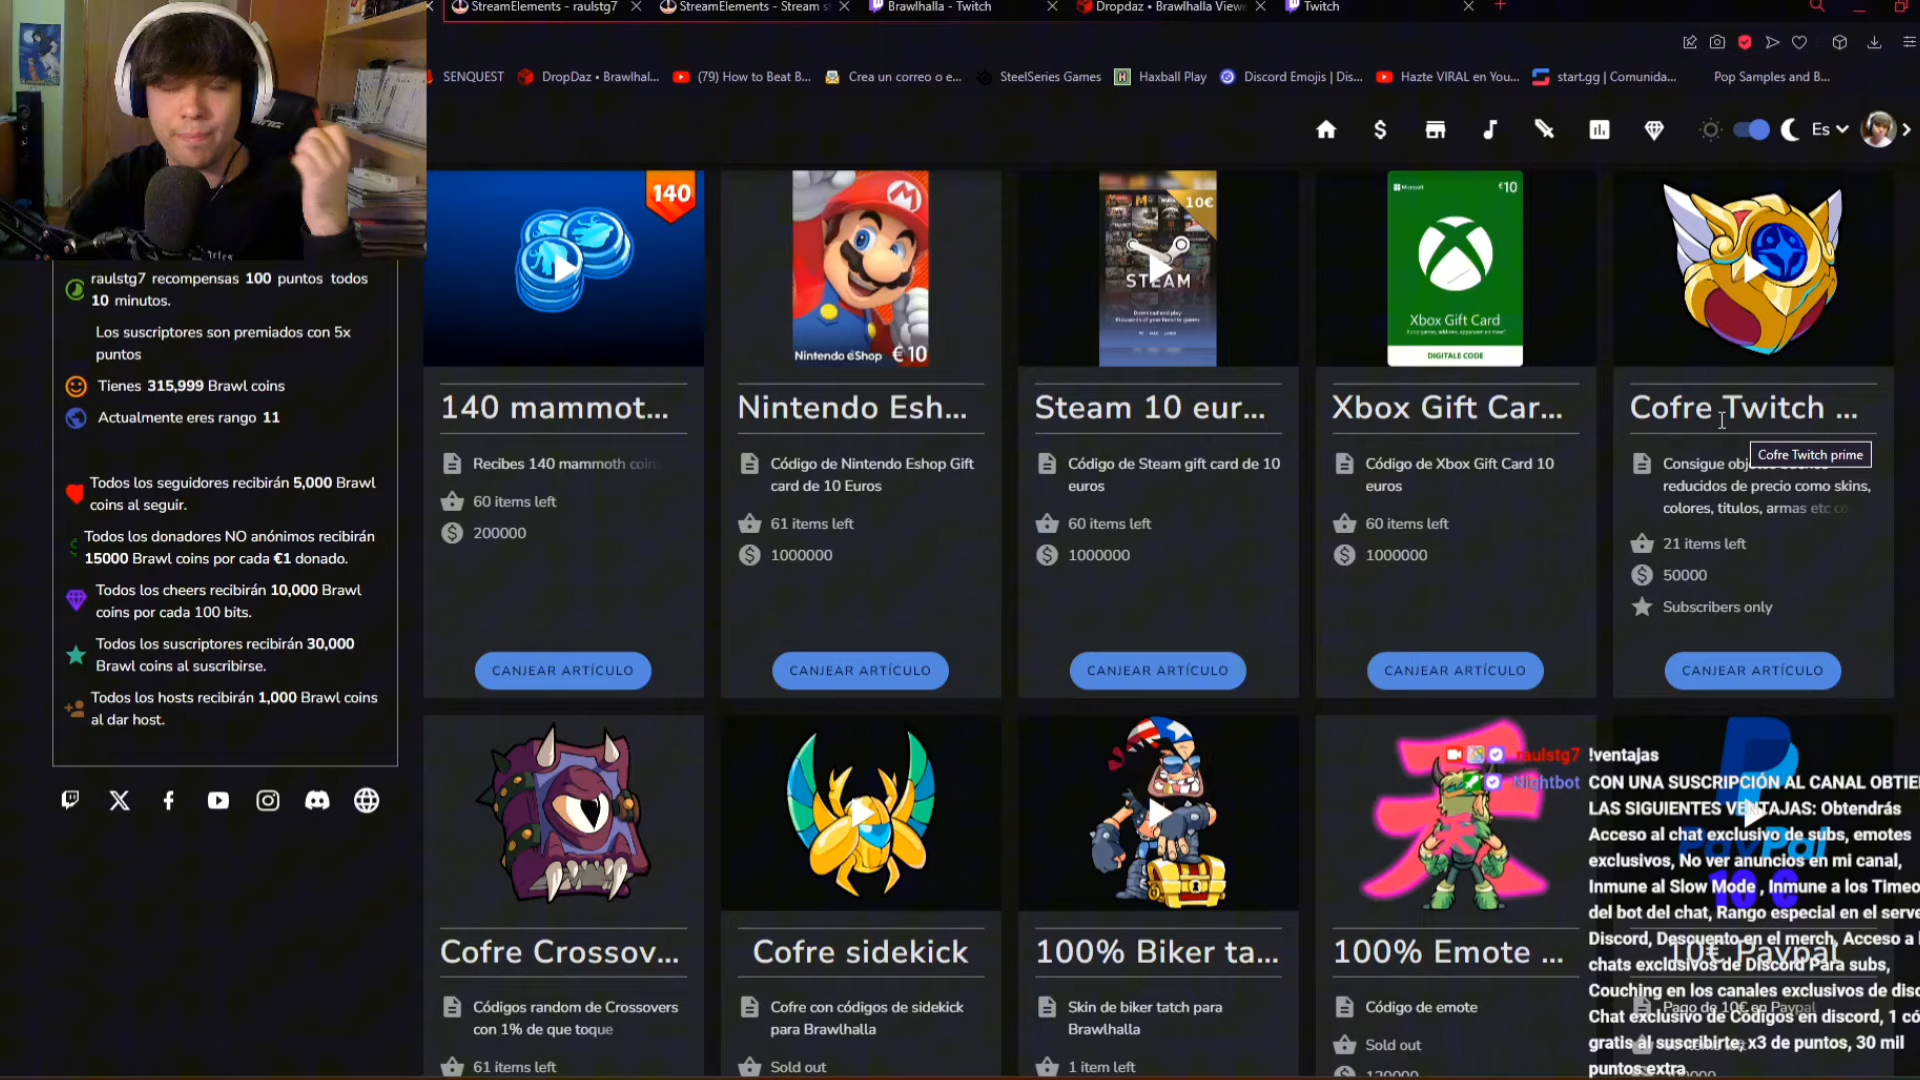 StreamElements - raulstg7
StreamElements - Stream s
Brawlhalla - Twitch
Dropdaz • Brawlhalla Viewe
Twitch
SENQUEST
DropDaz • Brawlhal...
(79) How to Beat B...
Crea un correo o e...
SteelSeries Games
Haxball Play
Discord Emojis | Dis...
Hazte VIRAL en You...
start.gg | Comunida...
Pop Samples and B...
Es
raulstg7 recompensas 100 puntos todos
10 minutos.
Los suscriptores son premiados con 5x
puntos
Tienes 315,999 Brawl coins
Actualmente eres rango 11
Todos los seguidores recibirán 5,000 Brawl
coins al seguir.
Todos los donadores NO anónimos recibirán
15000 Brawl coins por cada €1 donado.
Todos los cheers recibirán 10,000 Brawl
coins por cada 100 bits.
Todos los suscriptores recibirán 30,000
Brawl coins al suscribirse.
Todos los hosts recibirán 1,000 Brawl coins
al dar host.
140
140 mammot...
Recibes 140 mammoth coin
60 items left
200000
CANJEAR ARTÍCULO
Nintendo eShop €10
Nintendo Esh...
Código de Nintendo Eshop Gift
card de 10 Euros
61 items left
1000000
CANJEAR ARTÍCULO
10€
STEAM
Steam 10 eur...
Código de Steam gift card de 10
euros
60 items left
1000000
CANJEAR ARTÍCULO
Microsoft
€10
Xbox Gift Card
DIGITALE CODE
Xbox Gift Car...
Código de Xbox Gift Card 10
euros
60 items left
1000000
CANJEAR ARTÍCULO
Cofre Twitch ...
Cofre Twitch prime
Consigue obj
reducidos de precio como skins,
colores, titulos, armas etc co
21 items left
50000
Subscribers only
CANJEAR ARTÍCULO
Cofre Crossov...
Códigos random de Crossovers
con 1% de que toque
61 items left
Cofre sidekick
Cofre con códigos de sidekick
para Brawlhalla
Sold out
100% Biker ta...
Skin de biker tatch para
Brawlhalla
1 item left
100% Emote ...
Código de emote
Sold out
120000
PayPal
10 €
10€ Paypal
Pago de 10€ en Paypal
raulstg7 !ventajas
Nightbot CON UNA SUSCRIPCIÓN AL CANAL OBTIE
LAS SIGUIENTES VENTAJAS: Obtendrás
Acceso al chat exclusivo de subs, emotes
exclusivos, No ver anuncios en mi canal,
Inmune al Slow Mode , Inmune a los Timeo
del bot del chat, Rango especial en el serve
Discord, Descuento en el merch, Acceso a l
chats exclusivos de Discord Para subs,
Couching en los canales exclusivos de disc
Chat exclusivo de Códigos en discord, 1 có
gratis al suscribirte, x3 de puntos, 30 mil
puntos extra